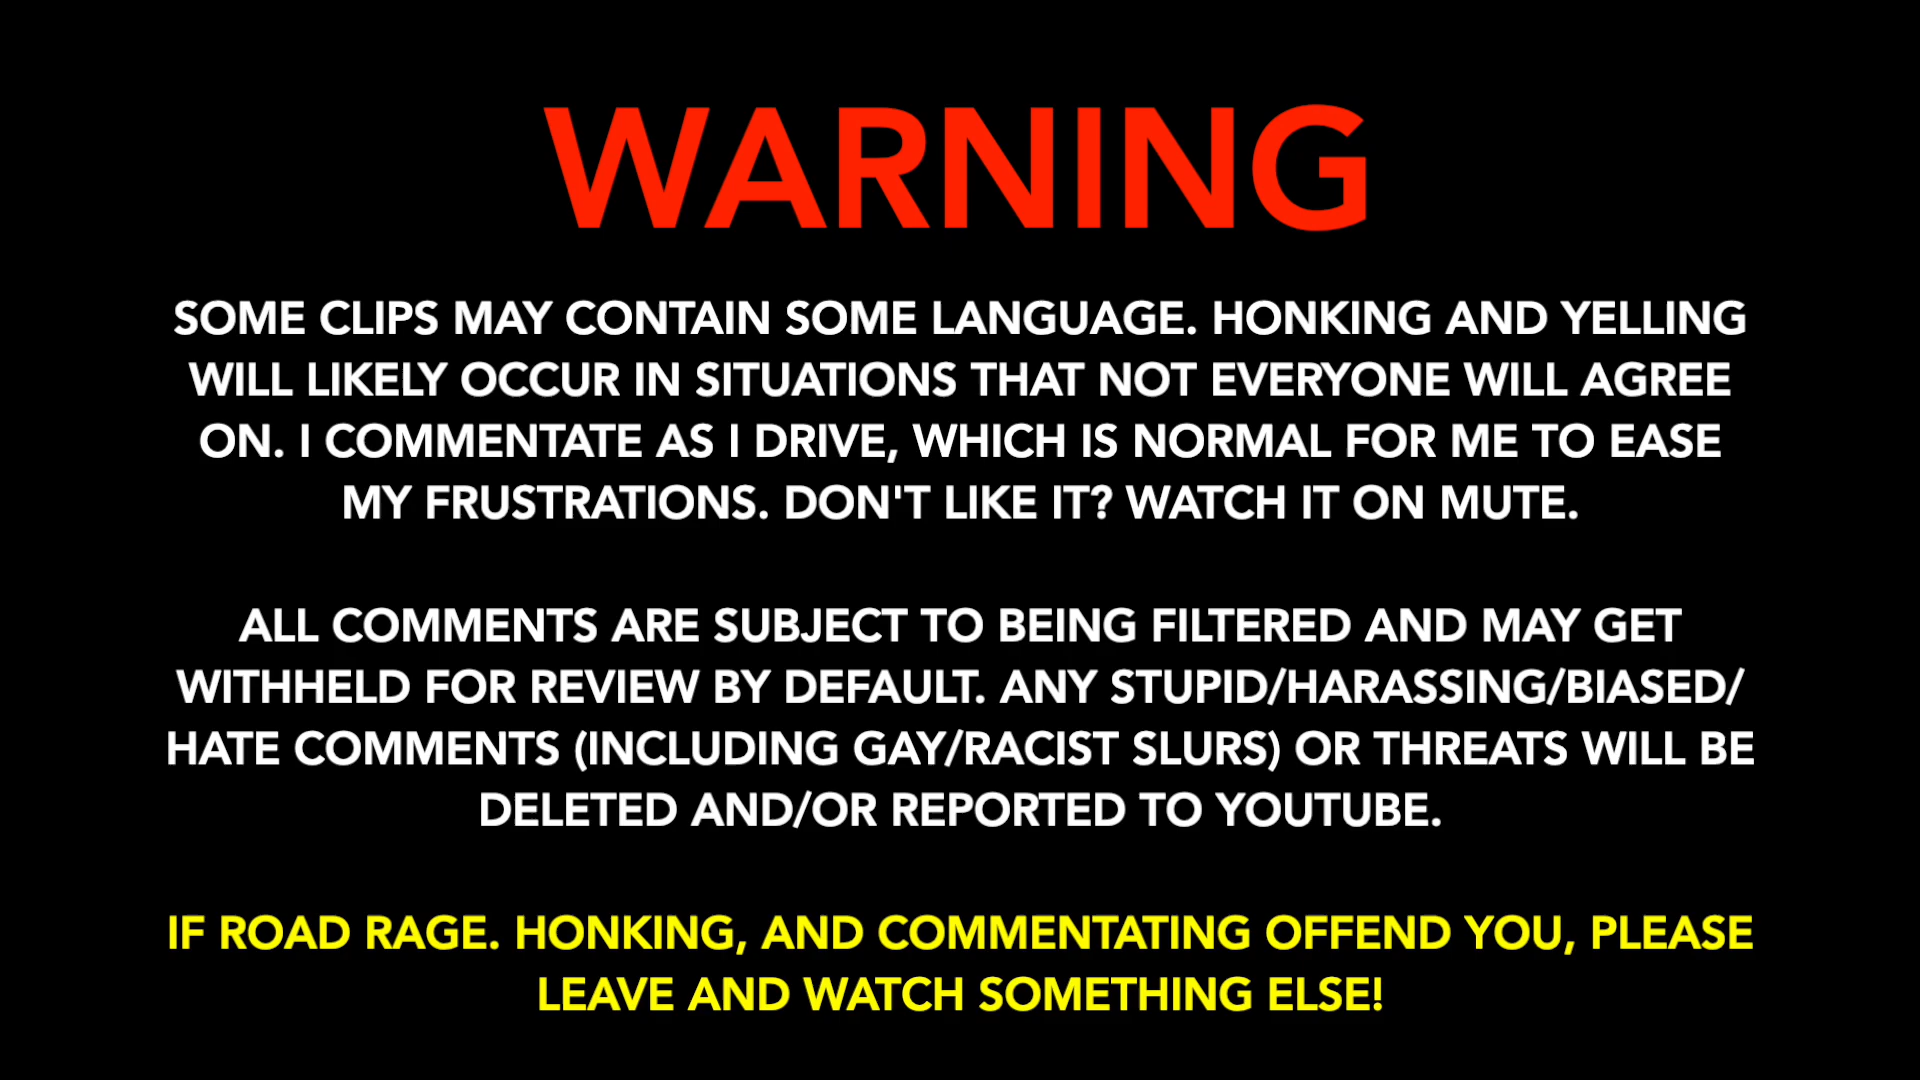 WARNING
SOME CLIPS MAY CONTAIN SOME LANGUAGE. HONKING AND YELLING
WILL LIKELY OCCUR IN SITUATIONS THAT NOT EVERYONE WILL AGREE
ON. I COMMENTATE AS I DRIVE, WHICH IS NORMAL FOR ME TO EASE
MY FRUSTRATIONS. DON'T LIKE IT? WATCH IT ON MUTE.
ALL COMMENTS ARE SUBJECT TO BEING FILTERED AND MAY GET
WITHHELD FOR REVIEW BY DEFAULT. ANY STUPID/HARASSING/BIASED/
HATE COMMENTS (INCLUDING GAY/RACIST SLURS) OR THREATS WILL BE
DELETED AND/OR REPORTED TO YOUTUBE.
IF ROAD RAGE. HONKING, AND COMMENTATING OFFEND YOU, PLEASE
LEAVE AND WATCH SOMETHING ELSE!